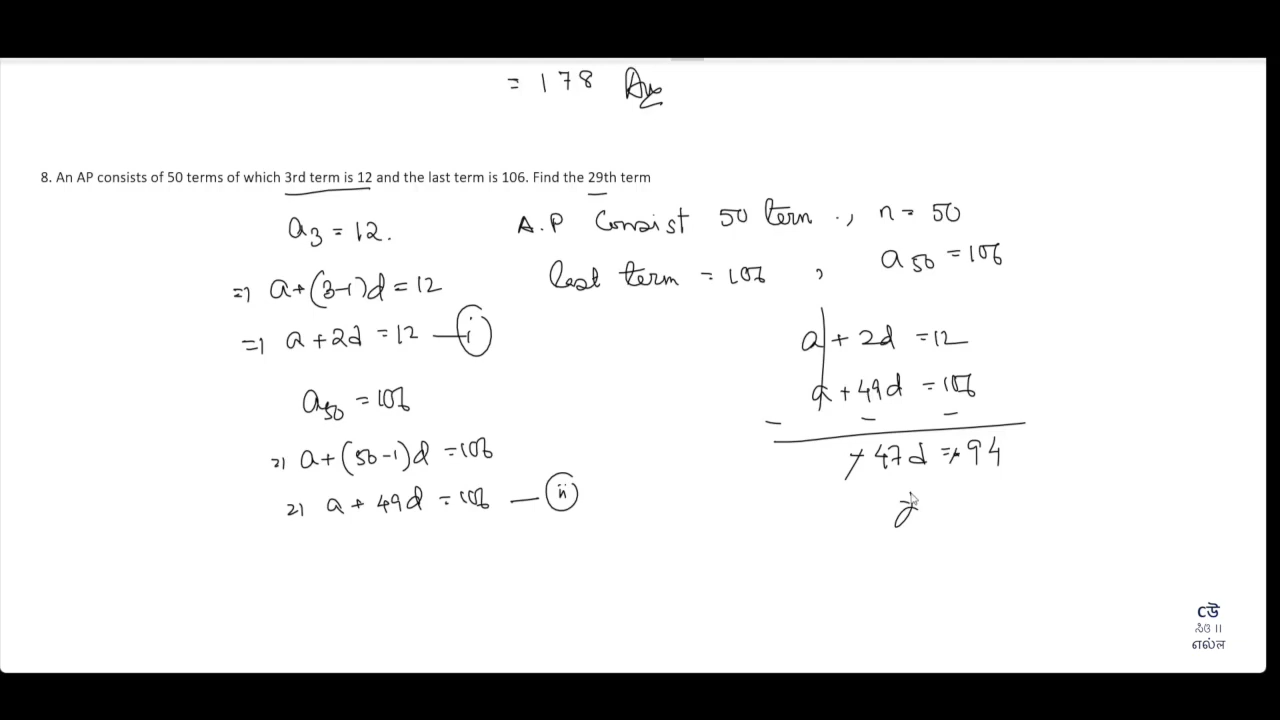 = 178 Ans
8. An AP consists of 50 terms of which 3rd term is 12 and the last term is 106. Find the 29th term
a3 = 12.
A.P Consist 50 term ., n = 50
last term = 106 , a50 = 106
=) a+(3-1)d = 12
=) a + 2d = 12 — (i)
a50 = 106
=) a + (50-1)d = 106
=) a + 49d = 106 — (ii)
a + 2d = 12
a + 49d = 106
- - -
- 47d = - 94
Cউ
ಸಿತ ||
எல்ல